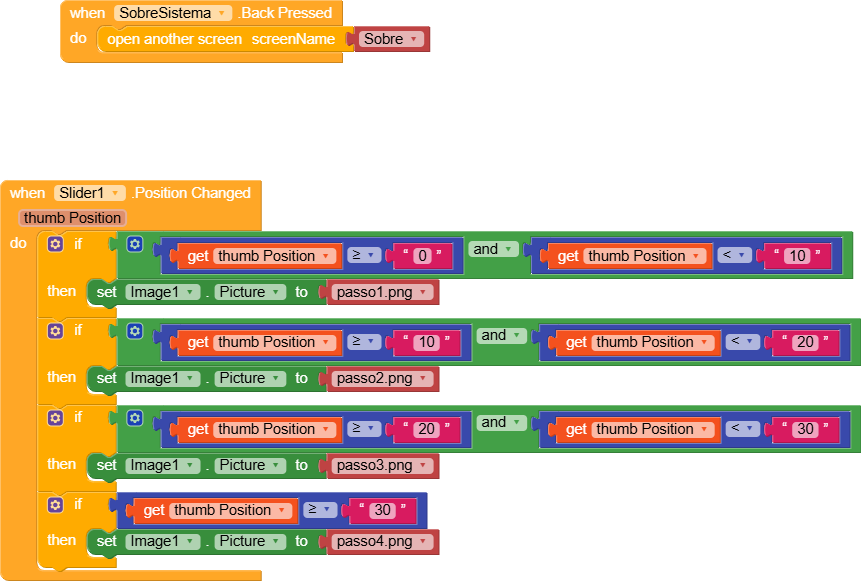 when SobreSistema .Back Pressed
do open another screen screenName Sobre
when Slider1 .Position Changed
thumb Position
do if get thumb Position ≥ “ 0 ” and get thumb Position < “ 10 ”
then set Image1 . Picture to passo1.png
if get thumb Position ≥ “ 10 ” and get thumb Position < “ 20 ”
then set Image1 . Picture to passo2.png
if get thumb Position ≥ “ 20 ” and get thumb Position < “ 30 ”
then set Image1 . Picture to passo3.png
if get thumb Position ≥ “ 30 ”
then set Image1 . Picture to passo4.png